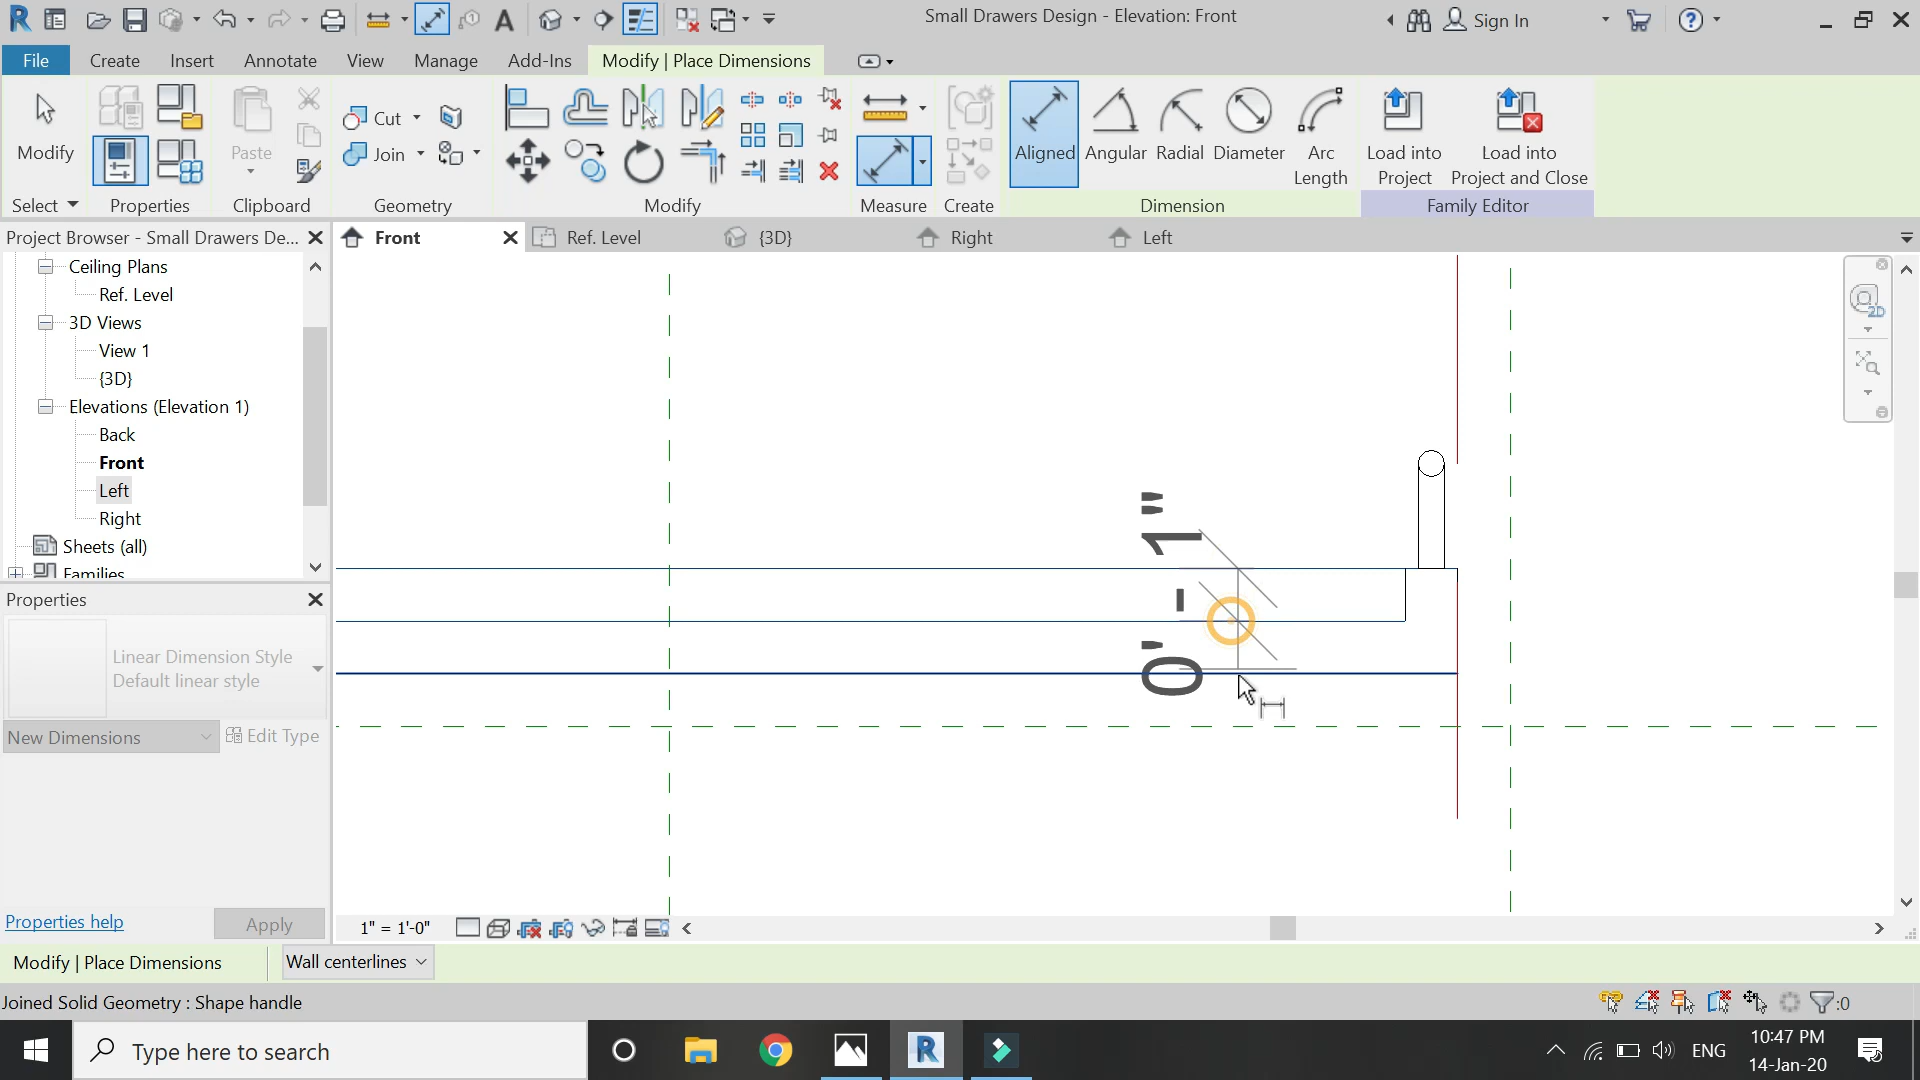 Small Drawers Design - Elevation: Front
Sign In
File
Create
Insert
Annotate
View
Manage
Add-Ins
Modify | Place Dimensions
Modify
Select
Properties
Paste
Clipboard
Cut
Join
Geometry
Modify
Measure
Create
Aligned
Angular
Radial
Diameter
Arc
Length
Dimension
Load into
Project
Load into
Project and Close
Family Editor
Project Browser - Small Drawers De...
Front
Ref. Level
{3D}
Right
Left
Ceiling Plans
Ref. Level
3D Views
View 1
{3D}
Elevations (Elevation 1)
Back
Front
Left
Right
Sheets (all)
Families
Properties
Linear Dimension Style
Default linear style
New Dimensions
Edit Type
Properties help
Apply
0' - 1"
2D
1" = 1'-0"
Modify | Place Dimensions
Wall centerlines
Joined Solid Geometry : Shape handle
:0
Type here to search
ENG
10:47 PM
14-Jan-20